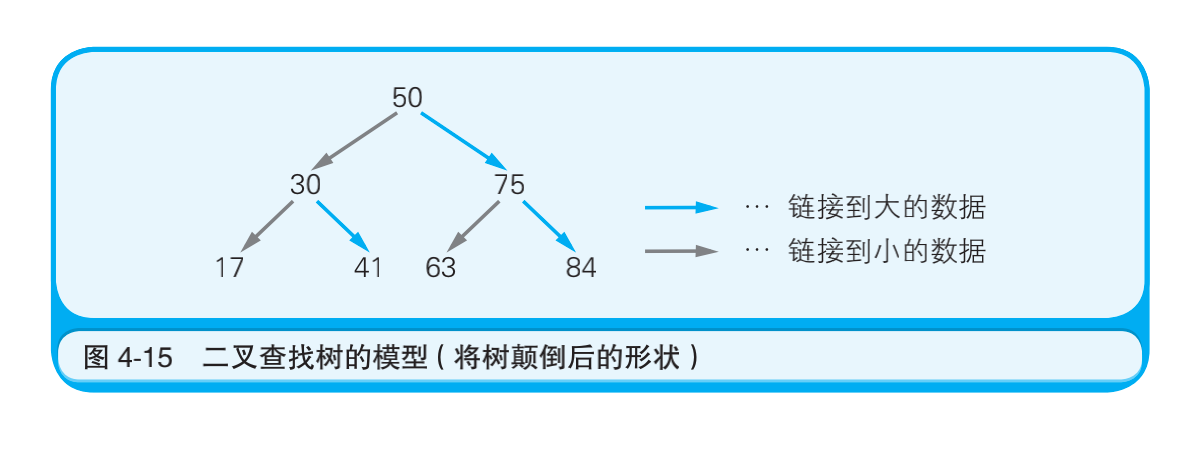 50
30 75
… 链接到大的数据
… 链接到小的数据
17 41 63 84
图 4-15 二叉查找树的模型(将树颠倒后的形状)